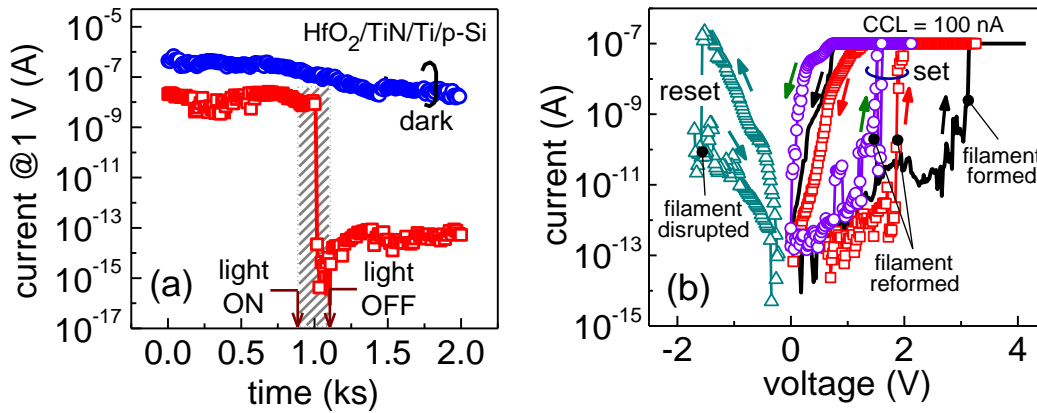 current @1 V (A)
10⁻⁵
10⁻⁷
10⁻⁹
10⁻¹¹
10⁻¹³
10⁻¹⁵
10⁻¹⁷
HfO₂/TiN/Ti/p-Si
dark
(a)
light
ON
light
OFF
0.0
0.5
1.0
1.5
2.0
time (ks)
current (A)
10⁻⁷
10⁻⁹
10⁻¹¹
10⁻¹³
10⁻¹⁵
CCL = 100 nA
reset
set
filament
formed
filament
disrupted
filament
reformed
(b)
-2
0
2
4
voltage (V)